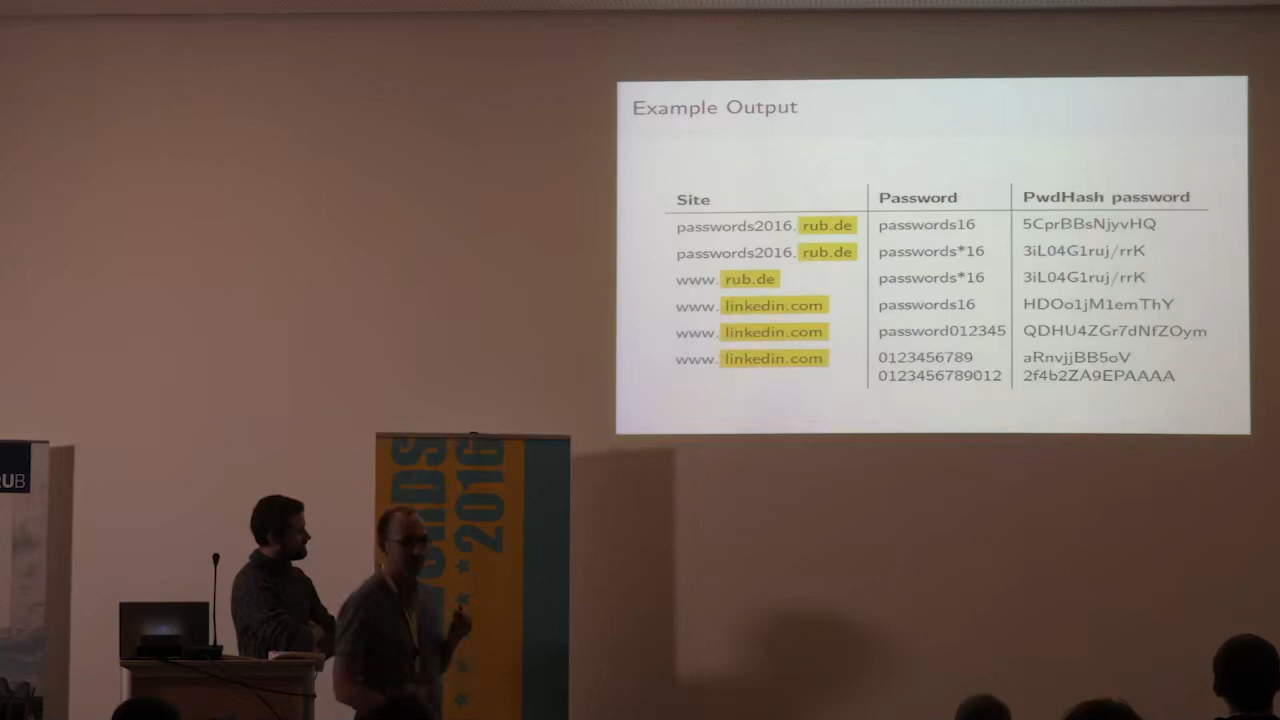 Example Output
Site Password PwdHash password
passwords2016.rub.de passwords16 5CprBBsNjyvHQ
passwords2016.rub.de passwords*16 3iL04G1ruj/rrK
www.rub.de passwords*16 3iL04G1ruj/rrK
www.linkedin.com passwords16 HDOo1jM1emThY
www.linkedin.com password012345 QDHU4ZGr7dNfZOym
www.linkedin.com 0123456789 aRnvjjBB5oV
0123456789012 2f4b2ZA9EPAAAA
2016